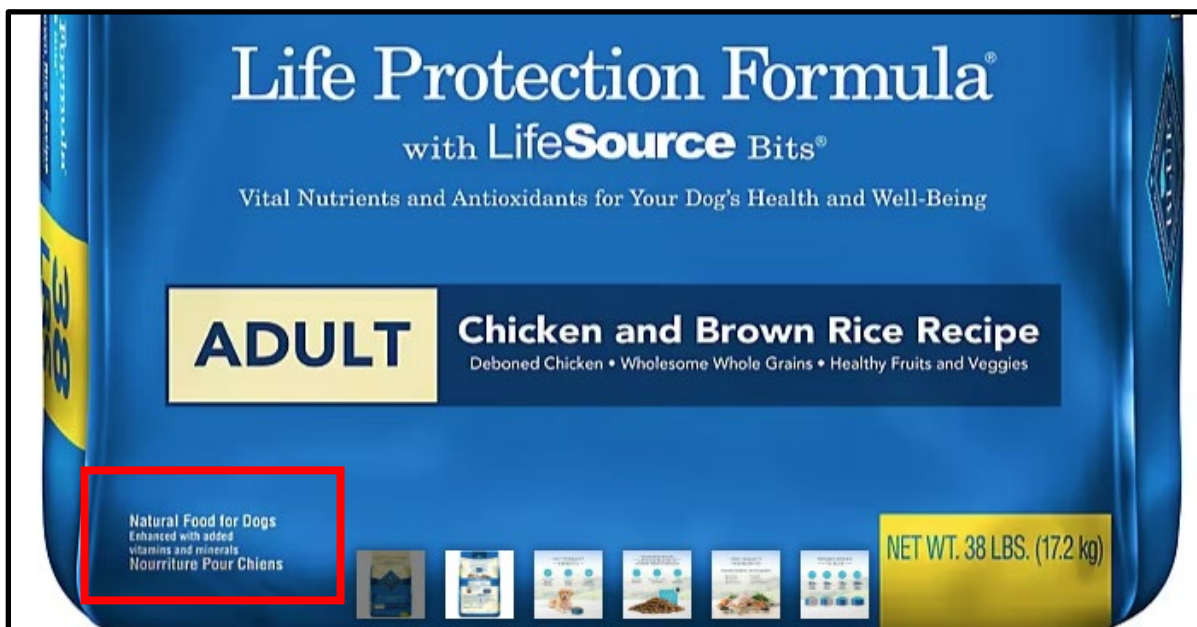 Life Protection Formula®
with LifeSource Bits®
Vital Nutrients and Antioxidants for Your Dog's Health and Well-Being
ADULT
Chicken and Brown Rice Recipe
Deboned Chicken • Wholesome Whole Grains • Healthy Fruits and Veggies
Natural Food for Dogs
Enhanced with added
vitamins and minerals
Nourriture Pour Chiens
NET WT. 38 LBS. (17.2 kg)
38